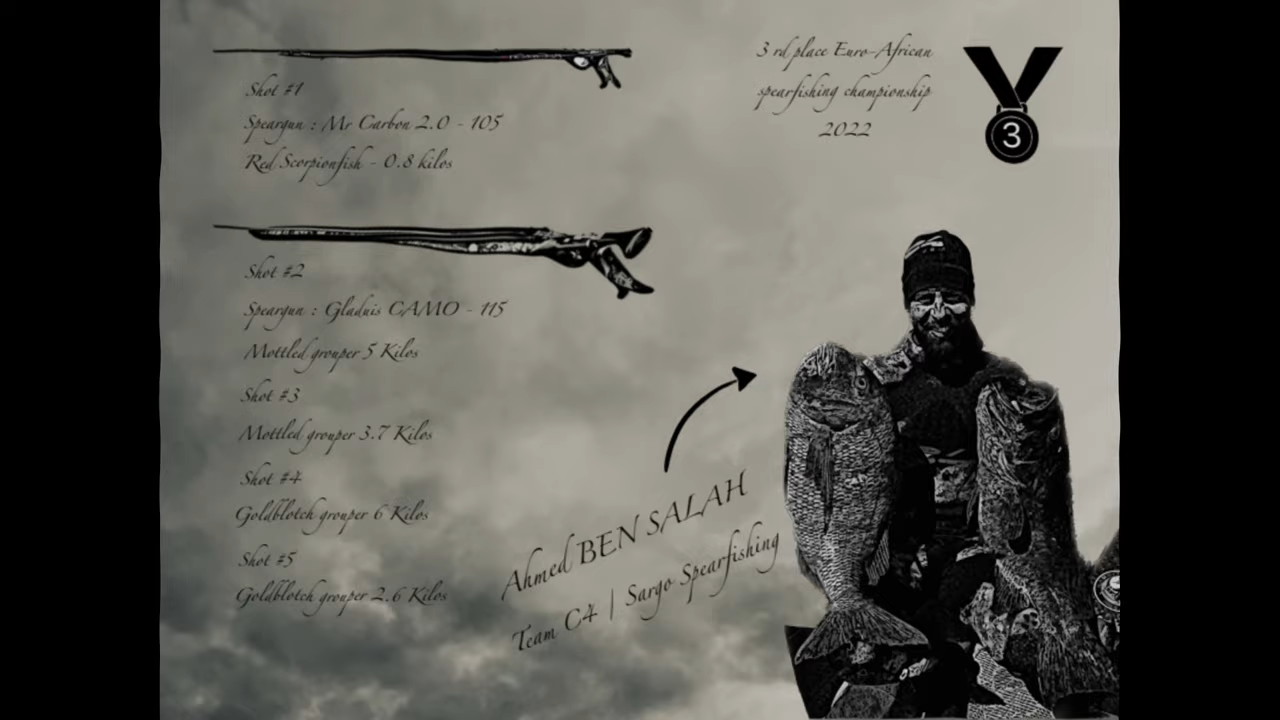 Shot #1
Speargun : Mr Carbon 2.0 - 105
Red Scorpionfish - 0.8 kilos
3 rd place Euro-African
spearfishing championship
2022
3
Shot #2
Speargun : Gladuis CAMO - 115
Mottled grouper 5 Kilos
Shot #3
Mottled grouper 3.7 Kilos
Shot #4
Goldblotch grouper 6 Kilos
Shot #5
Goldblotch grouper 2.6 Kilos
Ahmed BEN SALAH
Team C4 | Sargo Spearfishing